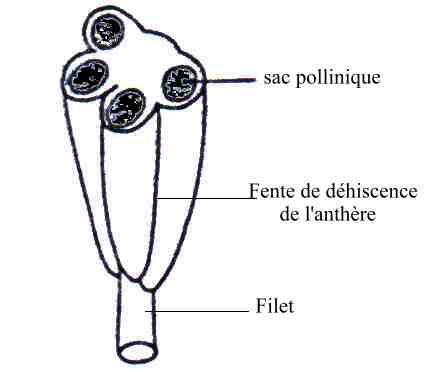 sac pollinique
Fente de déhiscence
de l'anthère
Filet